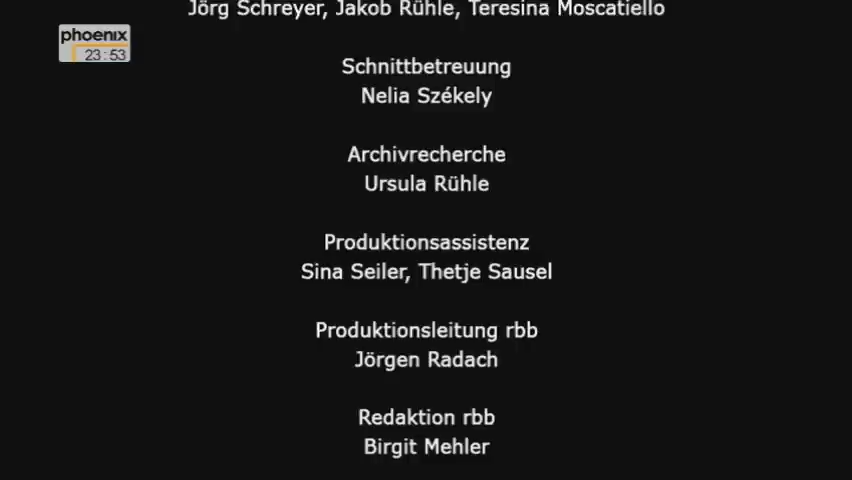 Jörg Schreyer, Jakob Rühle, Teresina Moscatiello
phoenix
23:53
Schnittbetreuung
Nelia Székely
Archivrecherche
Ursula Rühle
Produktionsassistenz
Sina Seiler, Thetje Sausel
Produktionsleitung rbb
Jörgen Radach
Redaktion rbb
Birgit Mehler